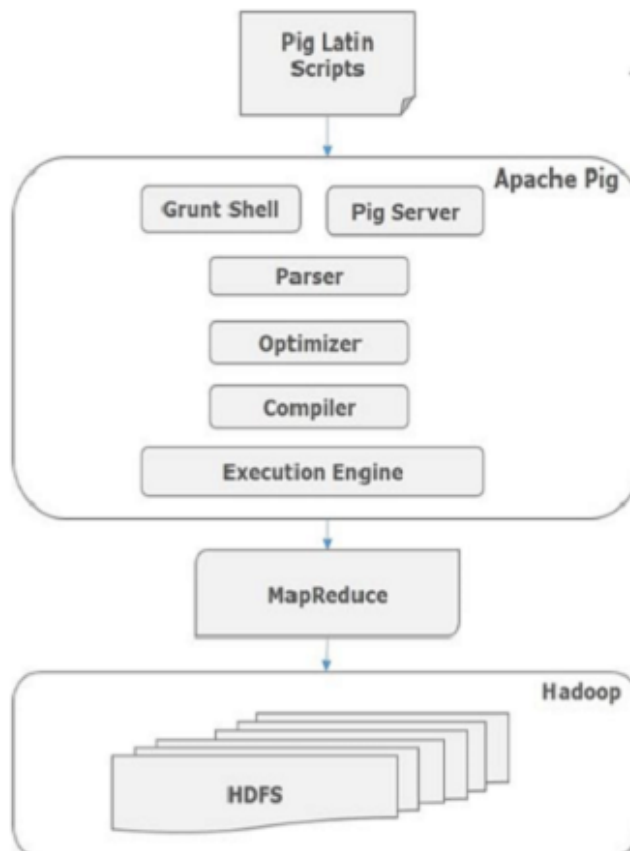 Pig Latin
Scripts
Apache Pig
Grunt Shell
Pig Server
Parser
Optimizer
Compiler
Execution Engine
MapReduce
Hadoop
HDFS